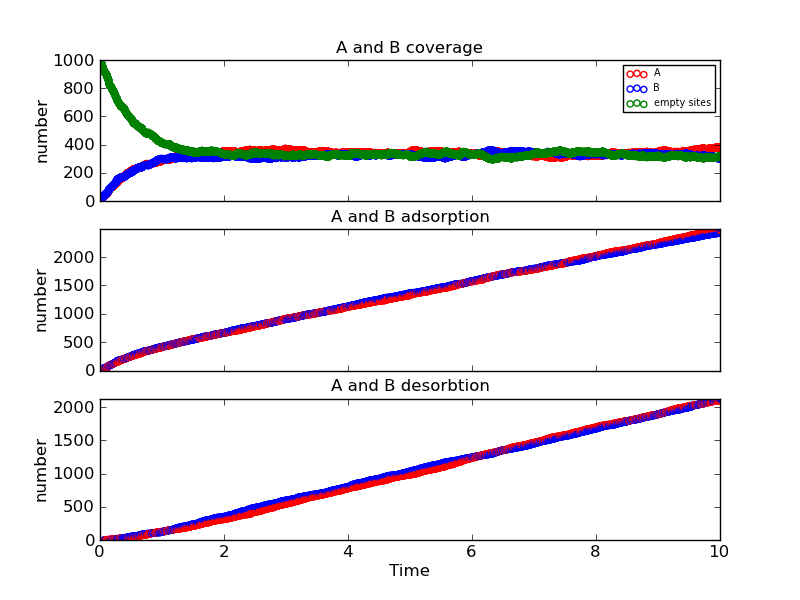 A and B coverage
1000
800
600
400
200
0
number
A
B
empty sites
A and B adsorption
2000
1500
1000
500
0
number
A and B desorbtion
2000
1500
1000
500
0
number
0 2 4 6 8 10
Time